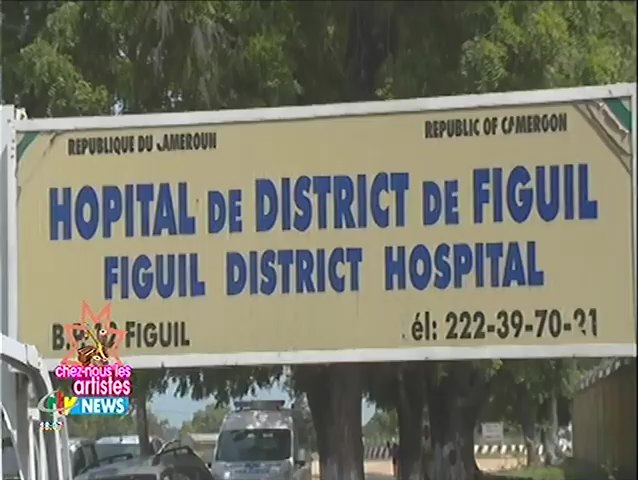 REPUBLIQUE DU CAMEROUN
REPUBLIC OF CAMEROON
HOPITAL DE DISTRICT DE FIGUIL
FIGUIL DISTRICT HOSPITAL
FIGUIL
222-39-70-21
chez-nous les
artistes
NEWS